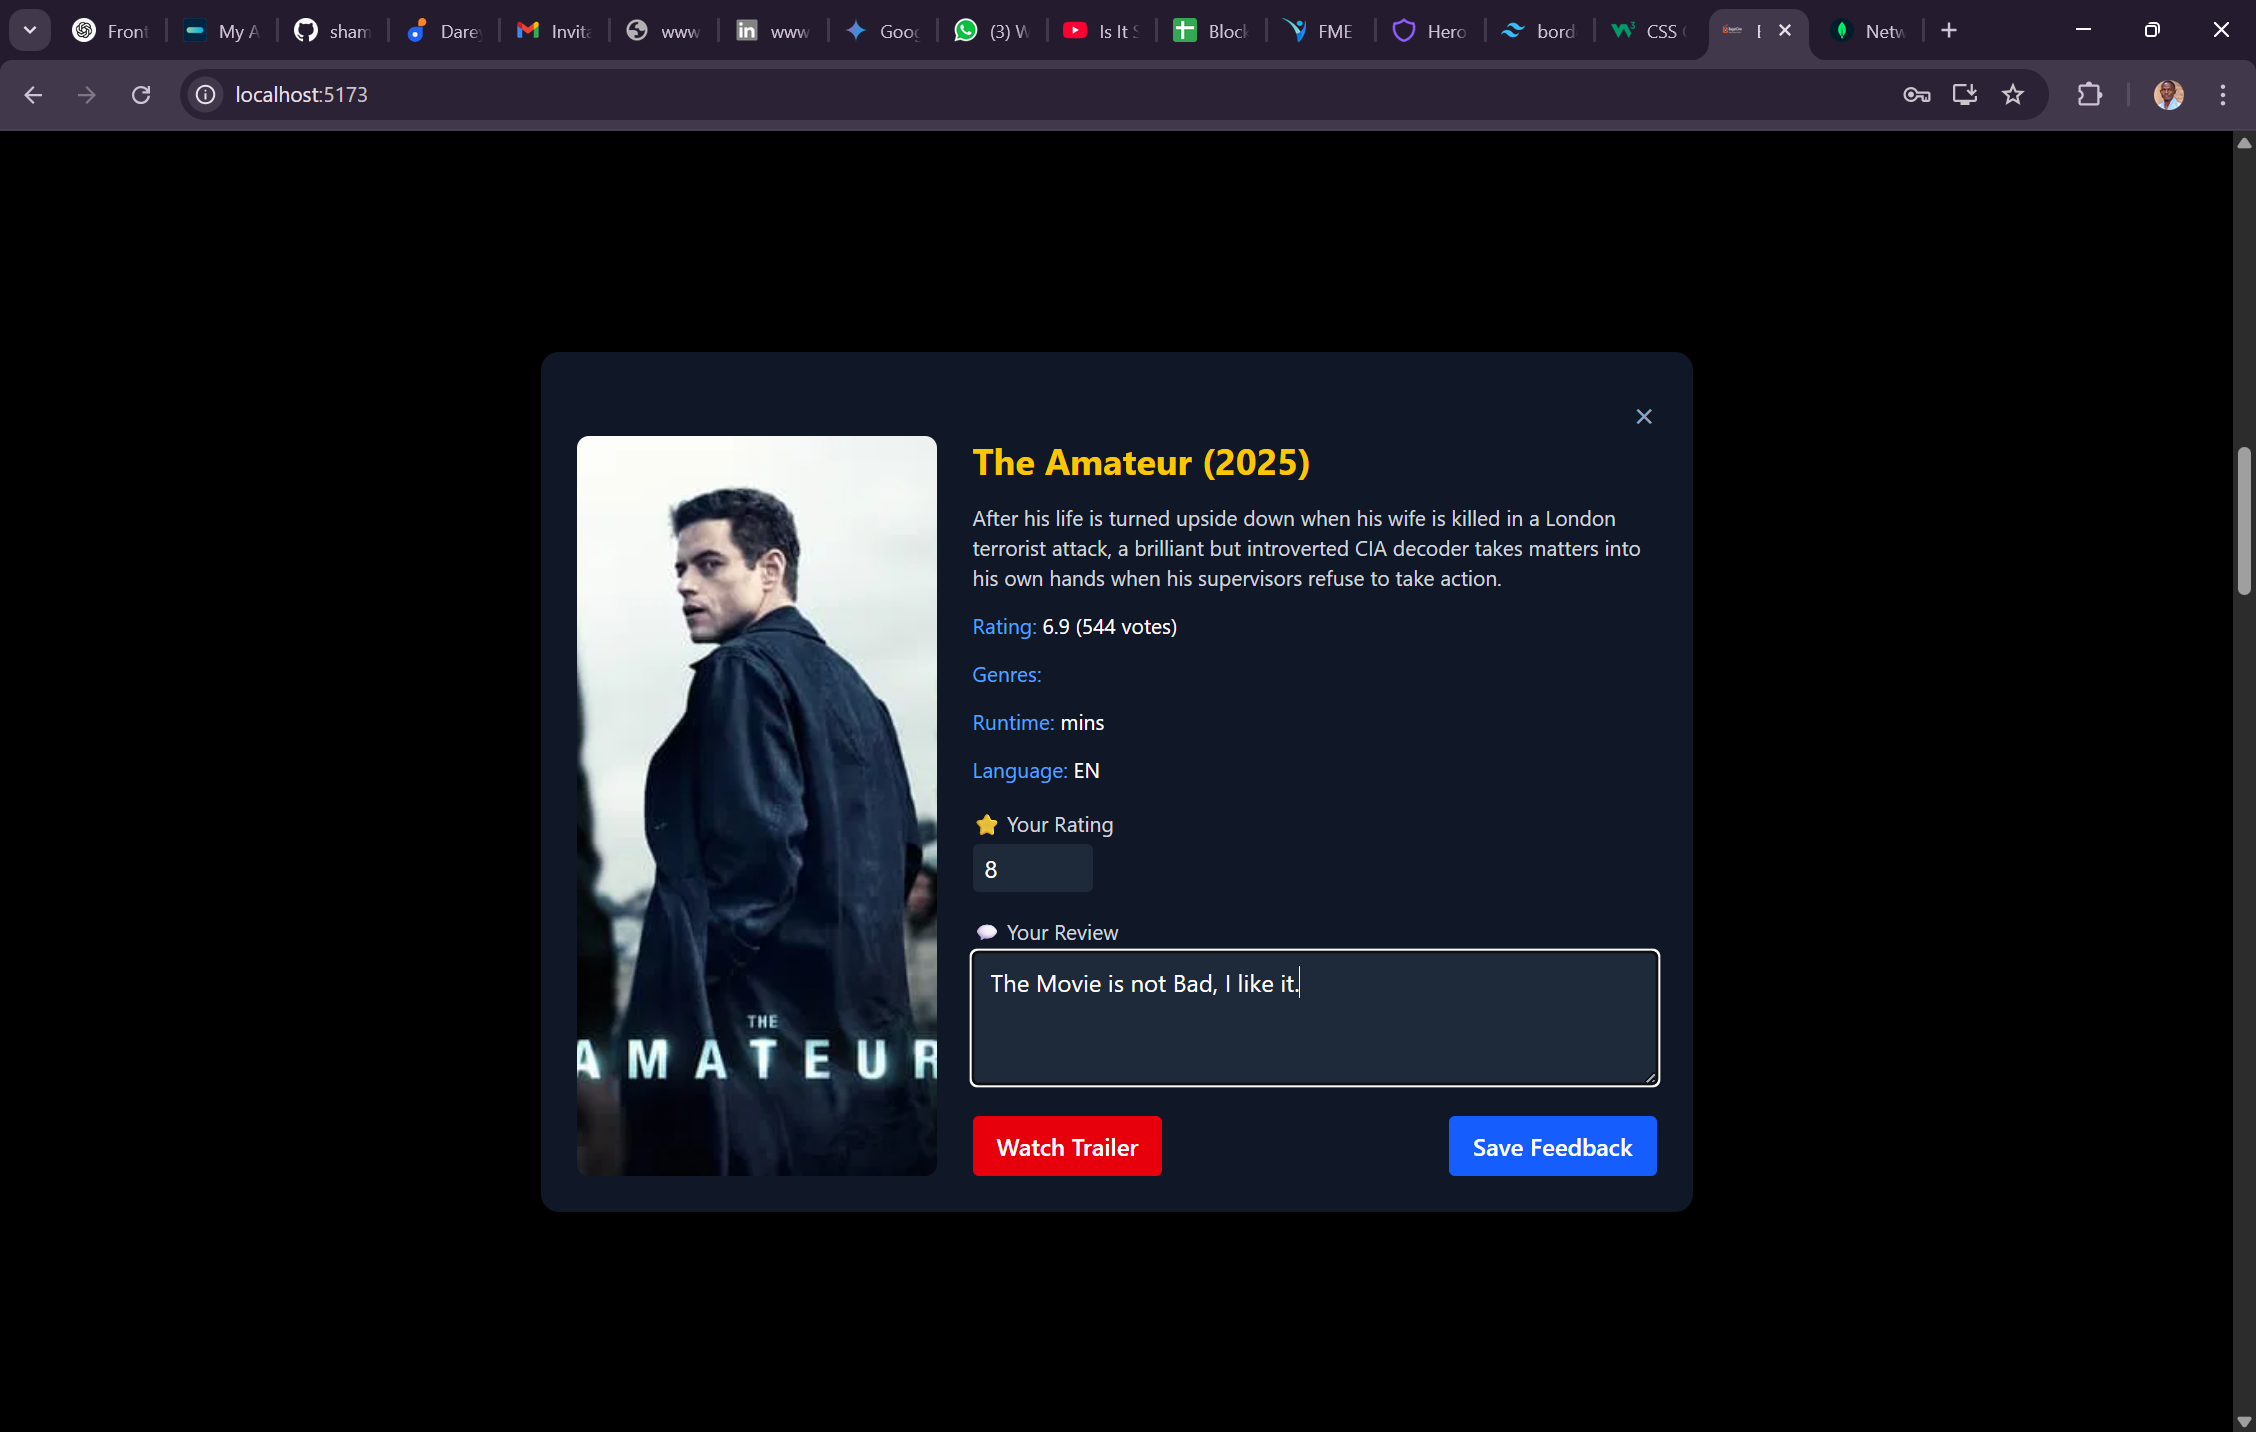 Front
My A
sham
Dare
Invita
www
www
Goog
(3) W
Is It S
Block
FME
Hero
bord
CSS
Netw
localhost:5173
The Amateur (2025)
After his life is turned upside down when his wife is killed in a London
terrorist attack, a brilliant but introverted CIA decoder takes matters into
his own hands when his supervisors refuse to take action.
Rating: 6.9 (544 votes)
Genres:
Runtime: mins
Language: EN
⭐ Your Rating
8
💬 Your Review
The Movie is not Bad, I like it.
THE
AMATEUR
Watch Trailer
Save Feedback